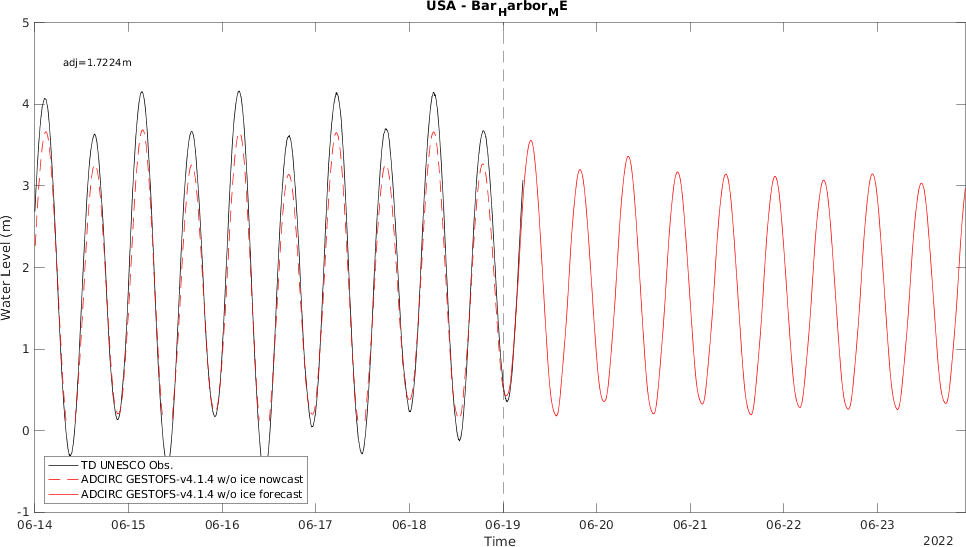 USA - Bar_Harbor_ME
adj=1.7224m
5
4
3
2
1
0
-1
Water Level (m)
TD UNESCO Obs.
ADCIRC GESTOFS-v4.1.4 w/o ice nowcast
ADCIRC GESTOFS-v4.1.4 w/o ice forecast
06-14 06-15 06-16 06-17 06-18 06-19 06-20 06-21 06-22 06-23
Time
2022